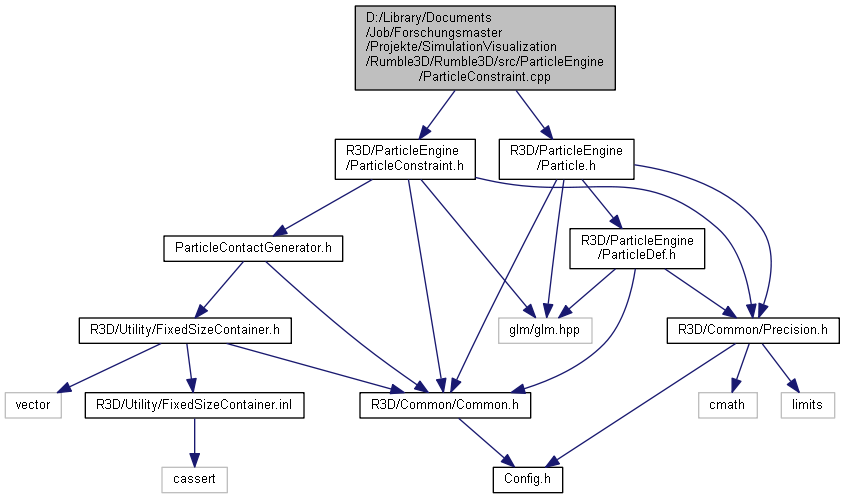 D:/Library/Documents
/Job/Forschungsmaster
/Projekte/SimulationVisualization
/Rumble3D/Rumble3D/src/ParticleEngine
/ParticleConstraint.cpp
R3D/ParticleEngine
/ParticleConstraint.h
R3D/ParticleEngine
/Particle.h
ParticleContactGenerator.h
R3D/ParticleEngine
/ParticleDef.h
R3D/Utility/FixedSizeContainer.h
glm/glm.hpp
R3D/Common/Precision.h
vector
R3D/Utility/FixedSizeContainer.inl
R3D/Common/Common.h
cmath
limits
cassert
Config.h